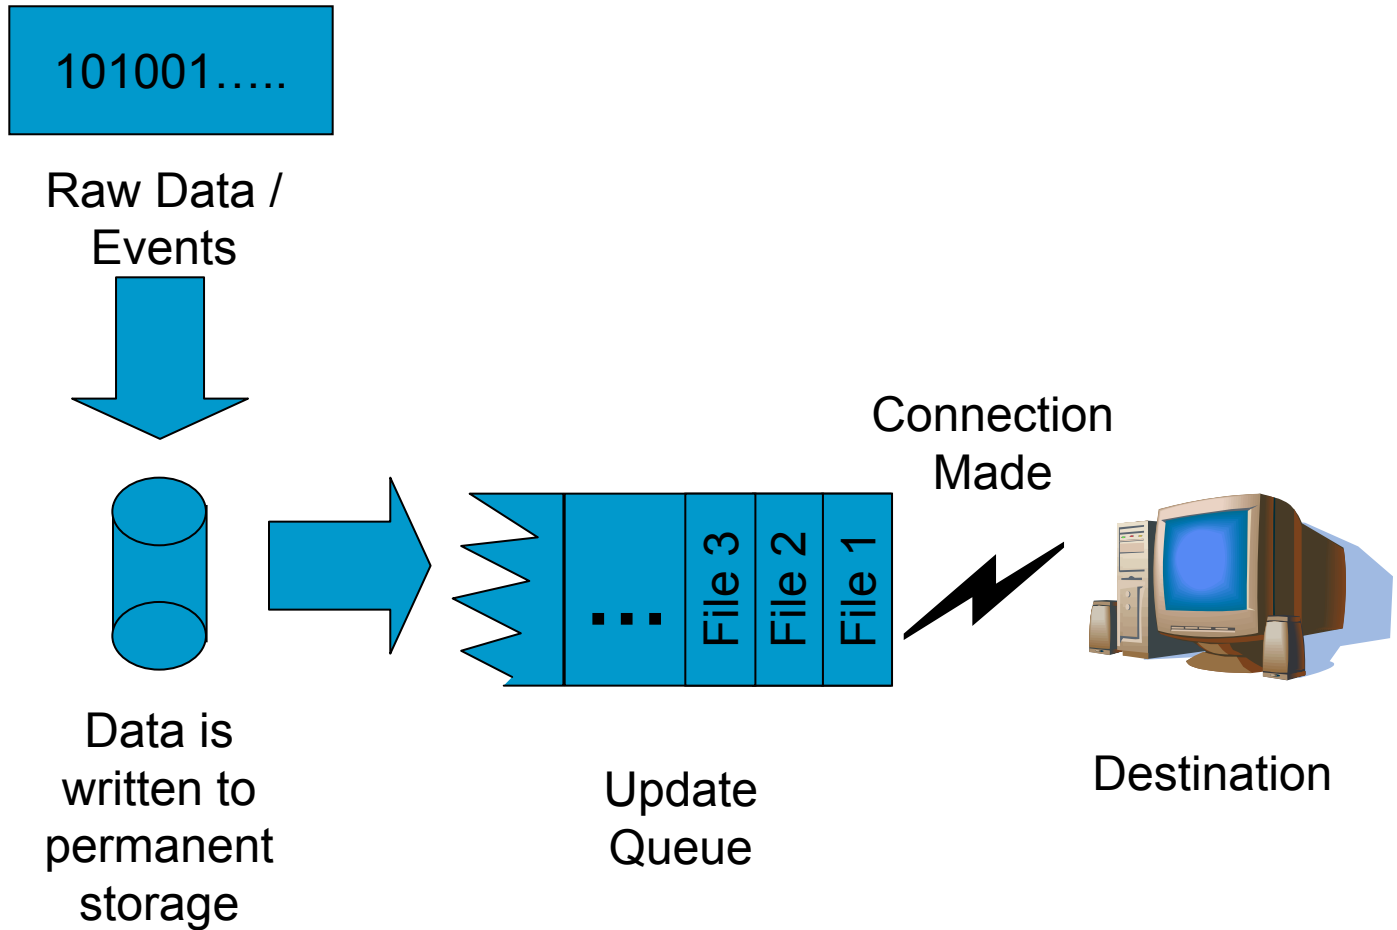 101001…..
Raw Data /
Events
Data is
written to
permanent
storage
...
File 3
File 2
File 1
Update
Queue
Connection
Made
Destination